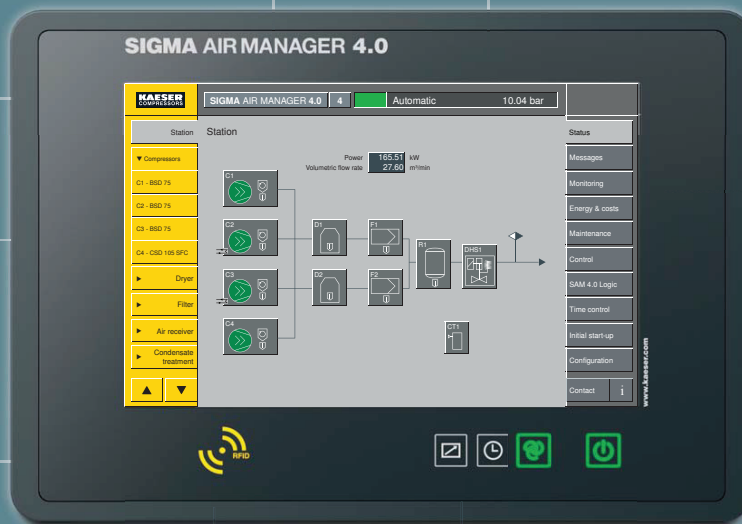 SIGMA AIR MANAGER 4.0
KAESER
COMPRESSORS
SIGMA AIR MANAGER 4.0 4 Automatic 10.04 bar
Station
▼ Compressors
C1 - BSD 75
C2 - BSD 75
C3 - BSD 75
C4 - CSD 105 SFC
► Dryer
► Filter
► Air receiver
► Condensate
treatment
▲ ▼
Station
Power 165.51 kW
Volumetric flow rate 27.60 m³/min
C1
C2 D1 F1
R1 DHS1
C3 D2 F2
C4 CT1
Status
Messages
Monitoring
Energy & costs
Maintenance
Control
SAM 4.0 Logic
Time control
Initial start-up
Configuration
Contact i
www.kaeser.com
RFID